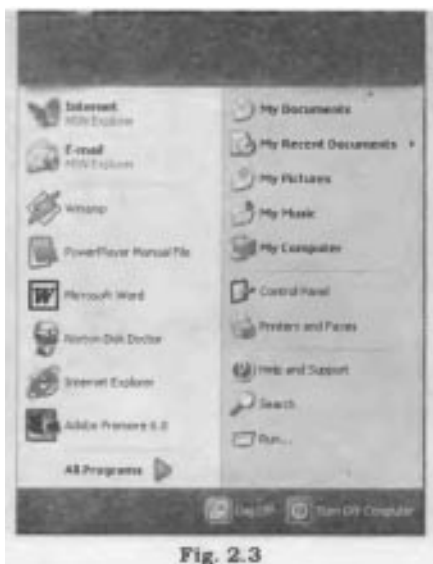 Internet
MSN Explorer
E-mail
MSN Explorer
Winamp
PowerPlayer Manual File
Microsoft Word
Norton Disk Doctor
Internet Explorer
Adobe Premiere 6.0
All Programs
My Documents
My Recent Documents
My Pictures
My Music
My Computer
Control Panel
Printers and Faxes
Help and Support
Search
Run...
Log Off
Turn Off Computer
Fig. 2.3